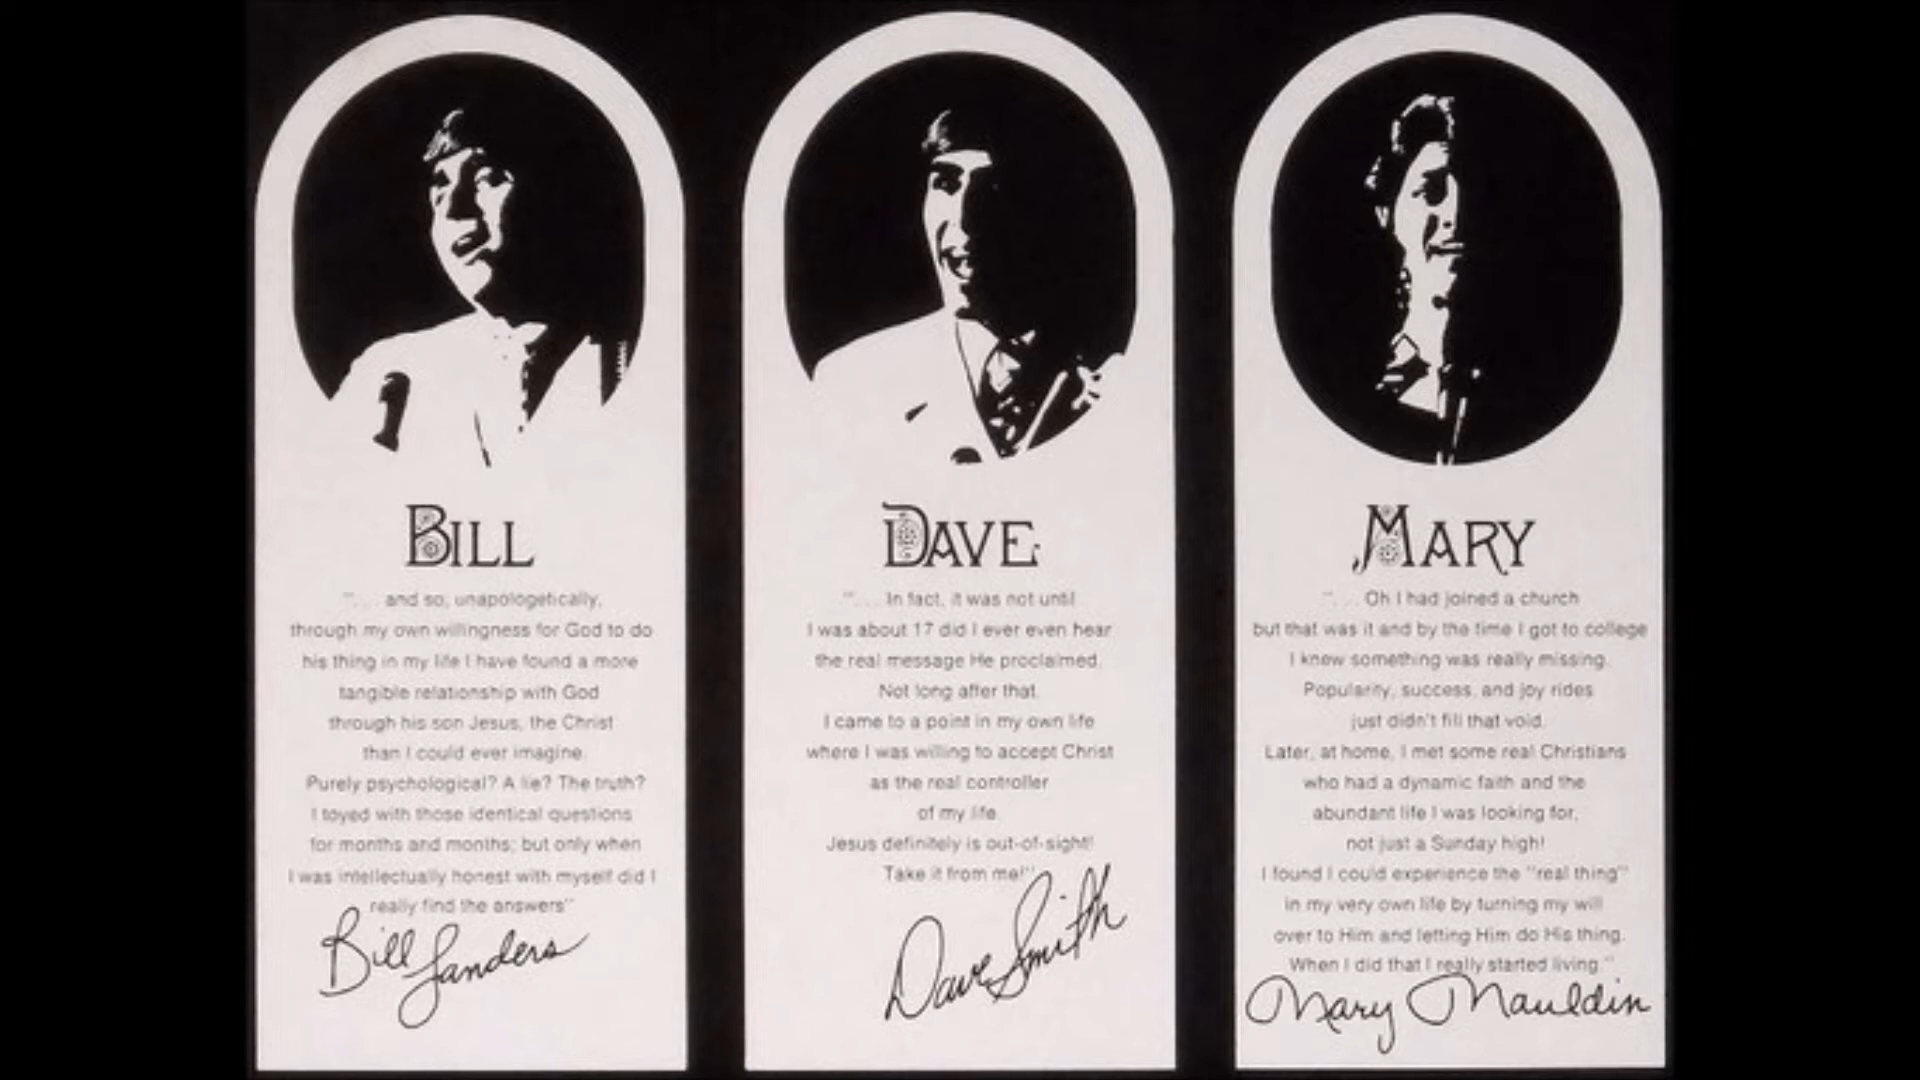 BILL
". . . and so, unapologetically,
through my own willingness for God to do
his thing in my life I have found a more
tangible relationship with God
through his son Jesus, the Christ
than I could ever imagine.
Purely psychological? A lie? The truth?
I toyed with those identical questions
for months and months; but only when
I was intellectually honest with myself did I
really find the answers"
Bill Sanders
DAVE
". . . In fact, it was not until
I was about 17 did I ever even hear
the real message He proclaimed.
Not long after that,
I came to a point in my own life
where I was willing to accept Christ
as the real controller
of my life.
Jesus definitely is out-of-sight!
Take it from me!"
Dave Smith
MARY
". . . Oh I had joined a church
but that was it and by the time I got to college
I knew something was really missing.
Popularity, success, and joy rides
just didn't fill that void.
Later, at home, I met some real Christians
who had a dynamic faith and the
abundant life I was looking for,
not just a Sunday high!
I found I could experience the "real thing"
in my very own life by turning my will
over to Him and letting Him do His thing.
When I did that I really started living."
Mary Mauldin